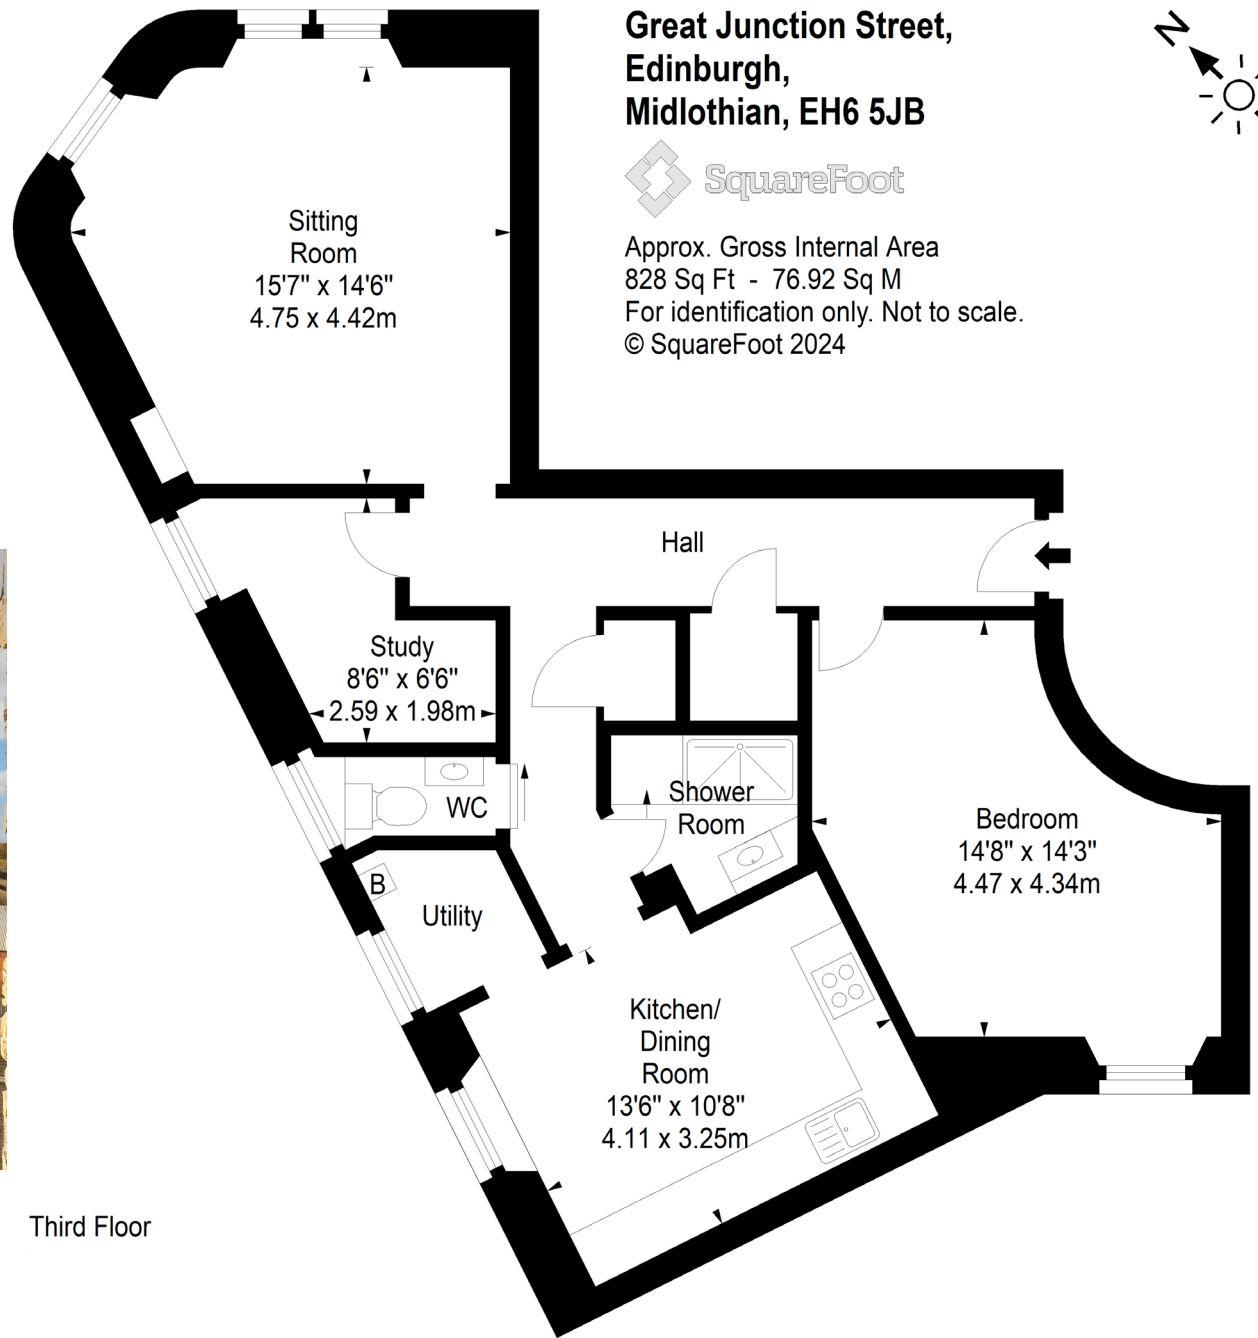 Great Junction Street,
Edinburgh,
Midlothian, EH6 5JB
N
SquareFoot
Approx. Gross Internal Area
828 Sq Ft - 76.92 Sq M
For identification only. Not to scale.
© SquareFoot 2024
Sitting
Room
15'7" x 14'6"
4.75 x 4.42m
Hall
Study
8'6" x 6'6"
2.59 x 1.98m
WC
Shower
Room
Bedroom
14'8" x 14'3"
4.47 x 4.34m
B
Utility
Kitchen/
Dining
Room
13'6" x 10'8"
4.11 x 3.25m
Third Floor